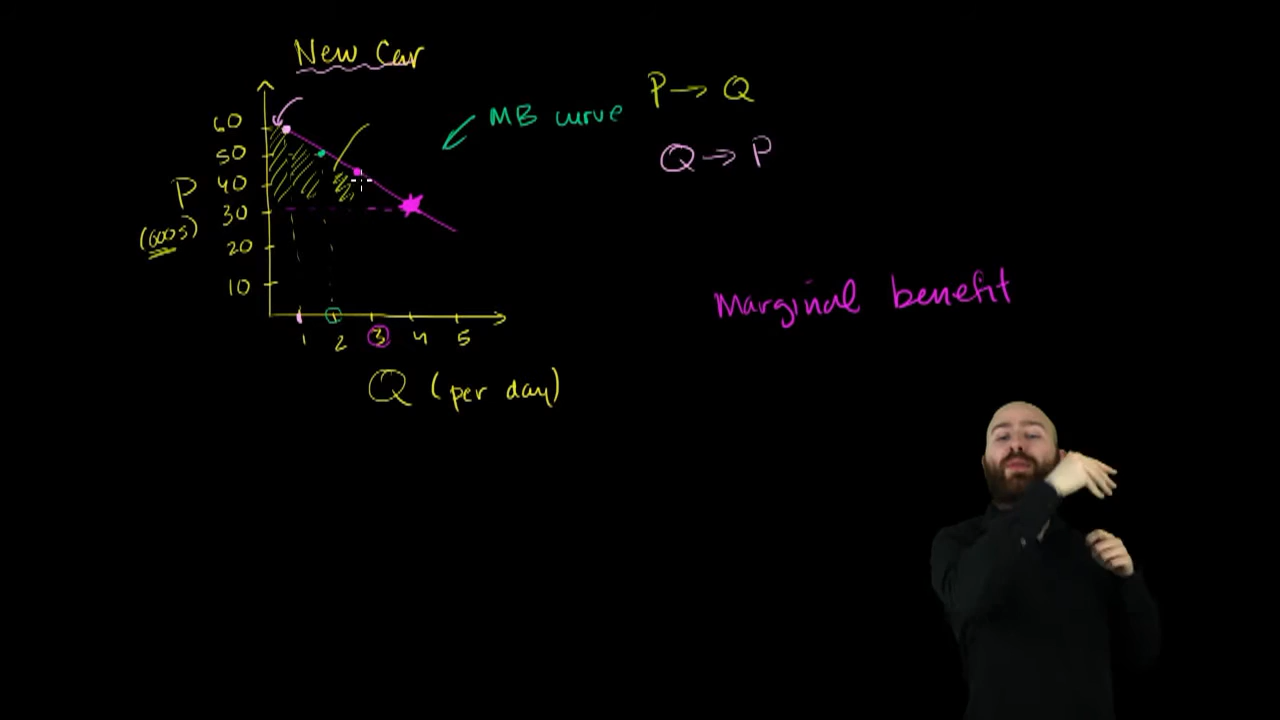 New Car
P → Q
MB curve
Q → P
60
50
40
30
20
10
P
(000s)
Marginal benefit
1 2 3 4 5
Q (per day)